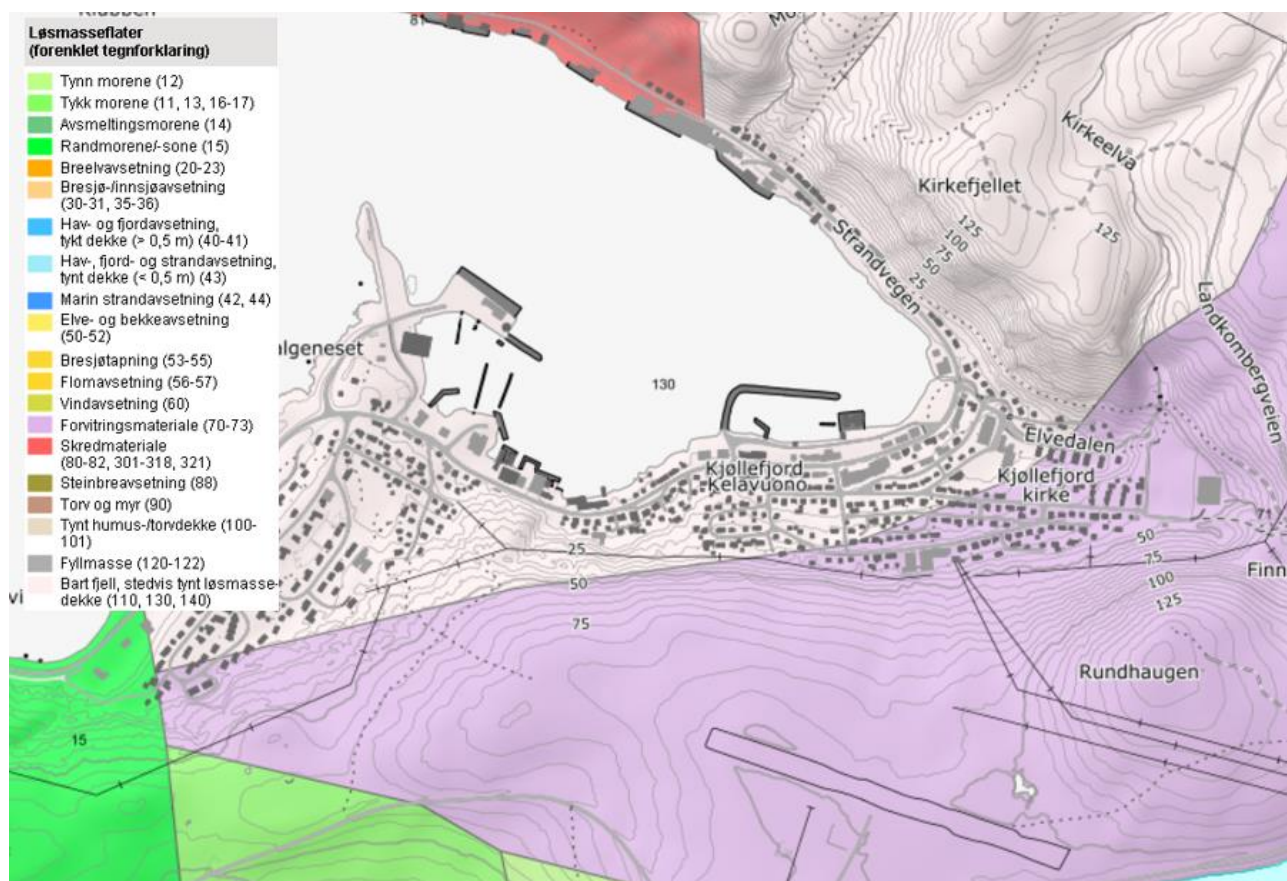 Løsmasseflater
(forenklet tegnforklaring)
Tynn morene (12)
Tykk morene (11, 13, 16-17)
Avsmeltingsmorene (14)
Randmorene/-sone (15)
Breelvavsetning (20-23)
Bresjø-/innsjøavsetning
(30-31, 35-36)
Hav- og fjordavsetning,
tykt dekke (> 0,5 m) (40-41)
Hav-, fjord- og strandavsetning,
tynt dekke (< 0,5 m) (43)
Marin strandavsetning (42, 44)
Elve- og bekkeavsetning
(50-52)
Bresjøtapning (53-55)
Flomavsetning (56-57)
Vindavsetning (60)
Forvitringsmateriale (70-73)
Skredmateriale
(80-82, 301-318, 321)
Steinbreavsetning (88)
Torv og myr (90)
Tynt humus-/torvdekke (100-
101)
Fyllmasse (120-122)
Bart fjell, stedvis tynt løsmasse-
dekke (110, 130, 140)
81
Kirkeelva
Kirkefjellet
125
100
75
50
25
125
Strandvegen
Landkombergveien
algeneset
130
Elvedalen
Kjøllefjord
Kelavuono
Kjøllefjord
kirke
71
25
50
75
50
75
100
125
Finn
vi
Rundhaugen
15